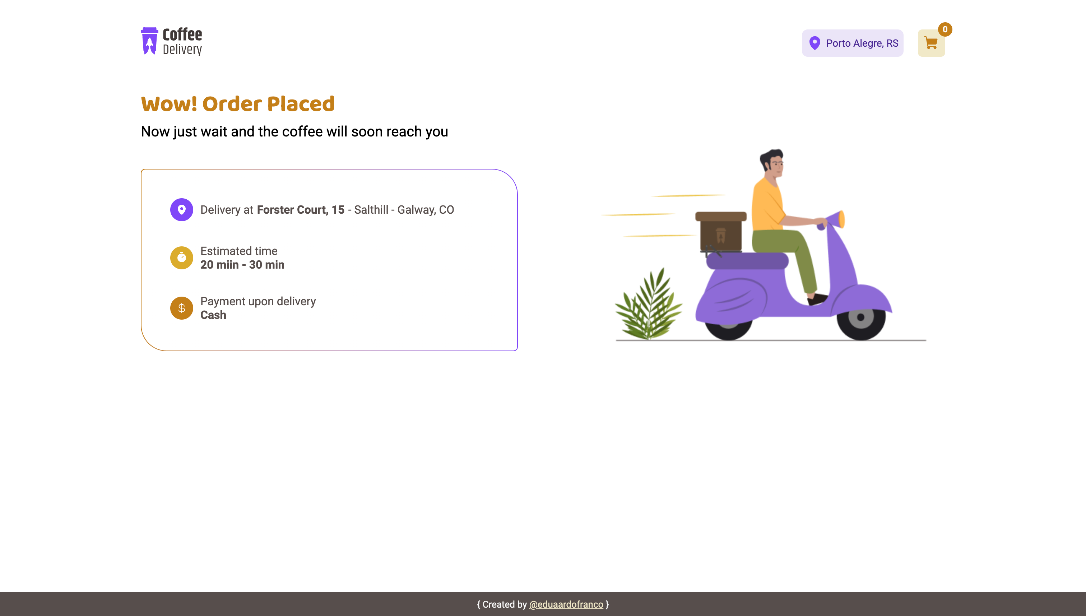 Coffee
Delivery
Porto Alegre, RS
0
Wow! Order Placed
Now just wait and the coffee will soon reach you
Delivery at Forster Court, 15 - Salthill - Galway, CO
Estimated time
20 miin - 30 min
$ Payment upon delivery
Cash
{ Created by @eduaardofranco }